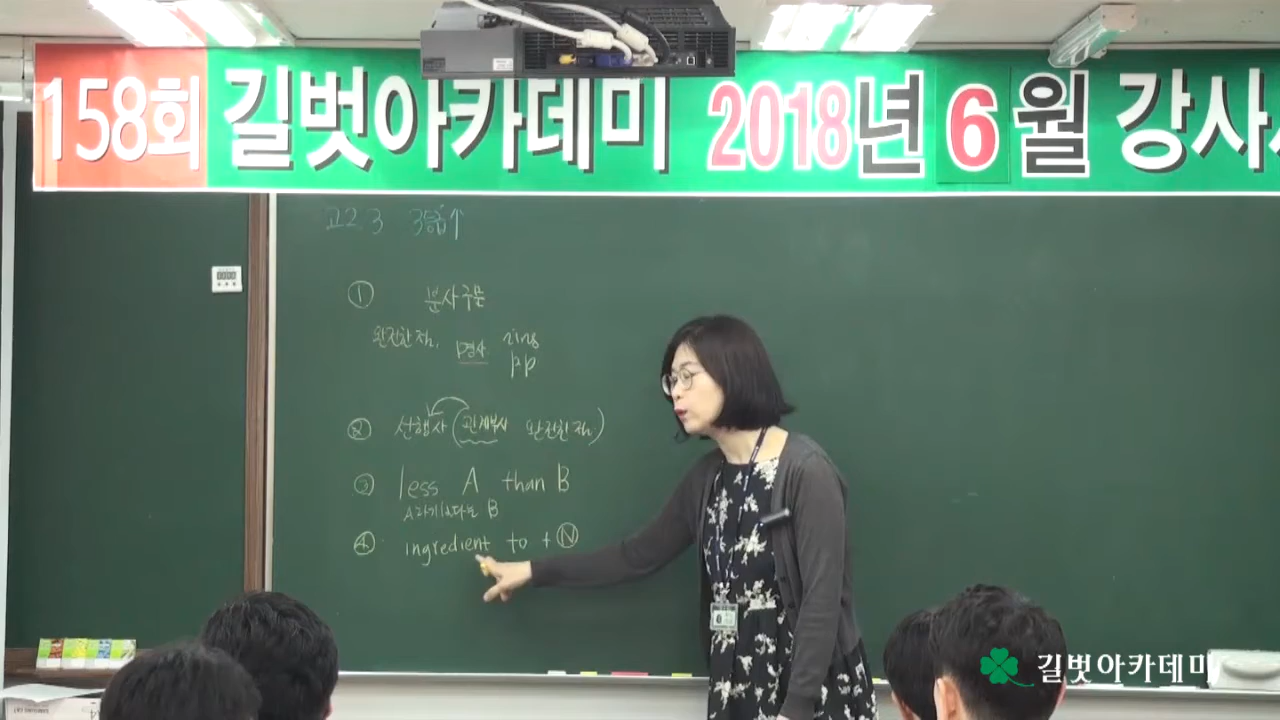 158회 길벗아카데미 2018년 6월 강사
고2.3 3등급↑
① 분사구문
완전한 절, 명사 ~ing
pp
② 선행사 (관계부사 완전한 절)
③ less A than B
A라기보다는 B
④ ingredient to + Ⓝ
길벗아카데미